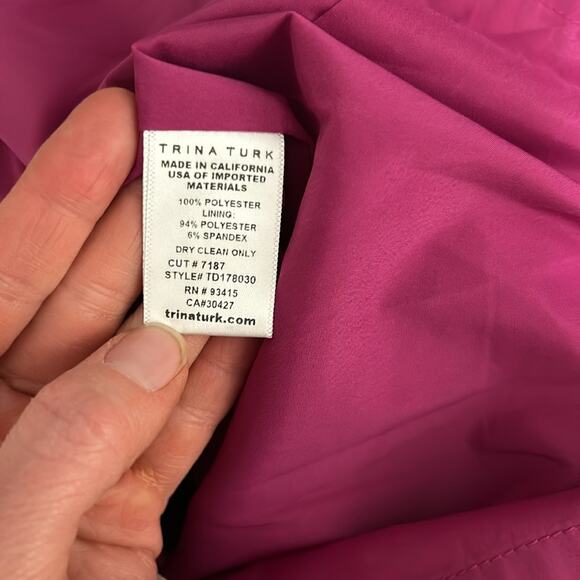 TRINA TURK
MADE IN CALIFORNIA
USA OF IMPORTED
MATERIALS
100% POLYESTER
LINING:
94% POLYESTER
6% SPANDEX
DRY CLEAN ONLY
CUT # 7187
STYLE# TD178030
RN # 93415
CA#30427
trinaturk.com